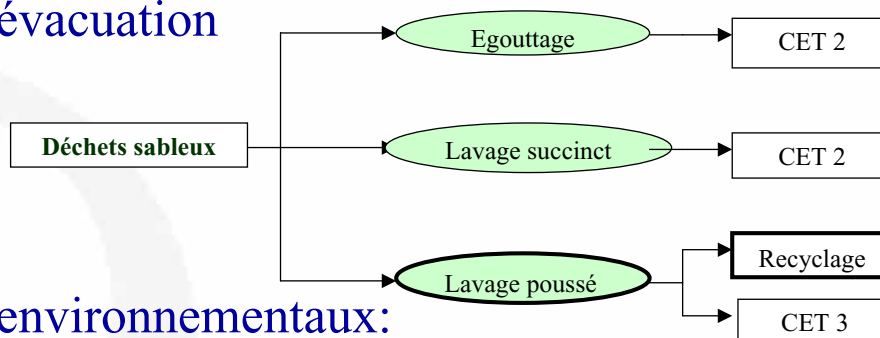 évacuation
Egouttage
CET 2
Déchets sableux
Lavage succinct
CET 2
Lavage poussé
Recyclage
CET 3
environnementaux: